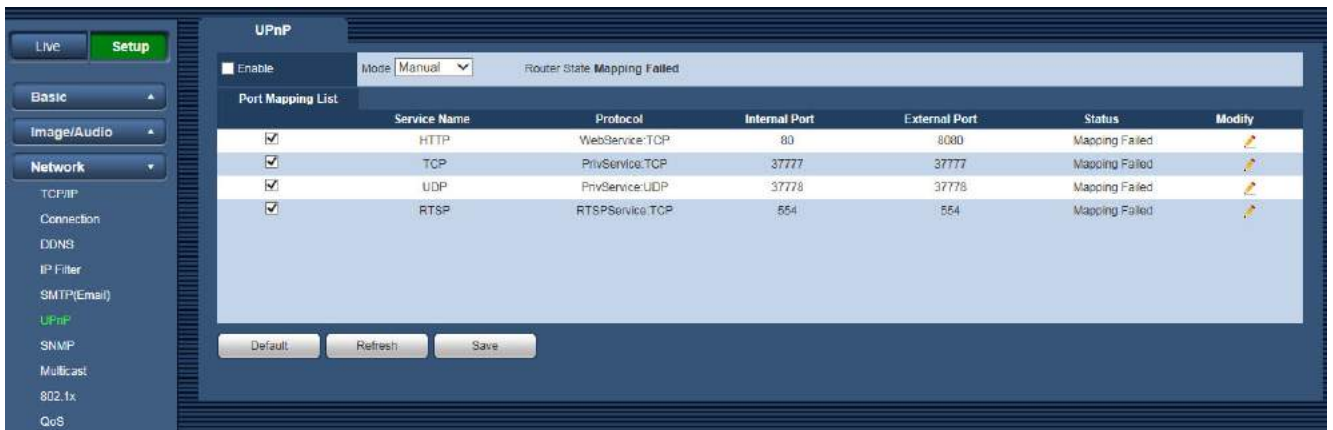 UPnP
Live Setup
Enable Mode Manual Router State Mapping Failed
Basic
Port Mapping List
Service Name Protocol Internal Port External Port Status Modify
Image/Audio
HTTP WebService:TCP 80 8080 Mapping Failed
Network
TCP PrivService:TCP 37777 37777 Mapping Failed
UDP PrivService:UDP 37778 37778 Mapping Failed
TCP/IP
RTSP RTSPService:TCP 554 554 Mapping Failed
Connection
DDNS
IP Filter
SMTP(Email)
UPnP
SNMP
Default Refresh Save
Multicast
802.1x
QoS